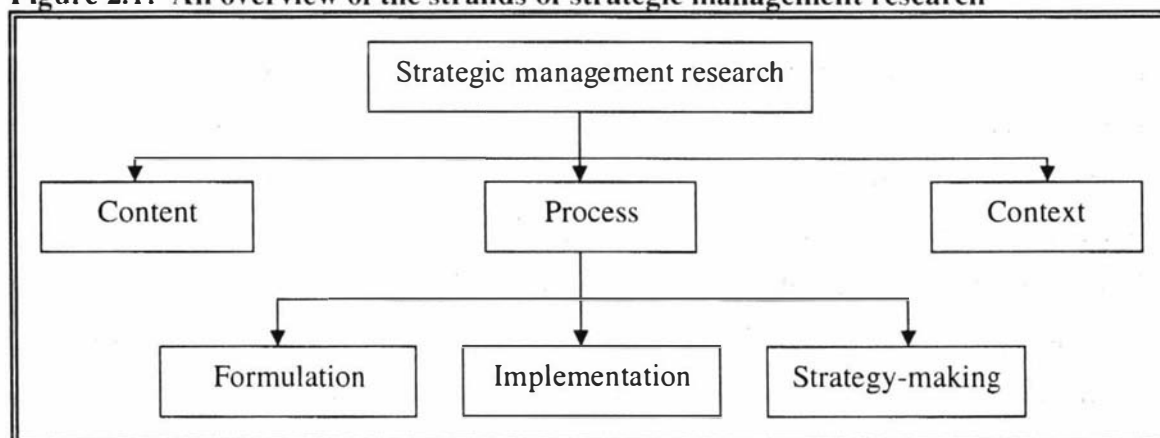 Figure 2.1: An overview of the strands of strategic management research
Strategic management research
Content
Process
Context
Formulation
Implementation
Strategy-making